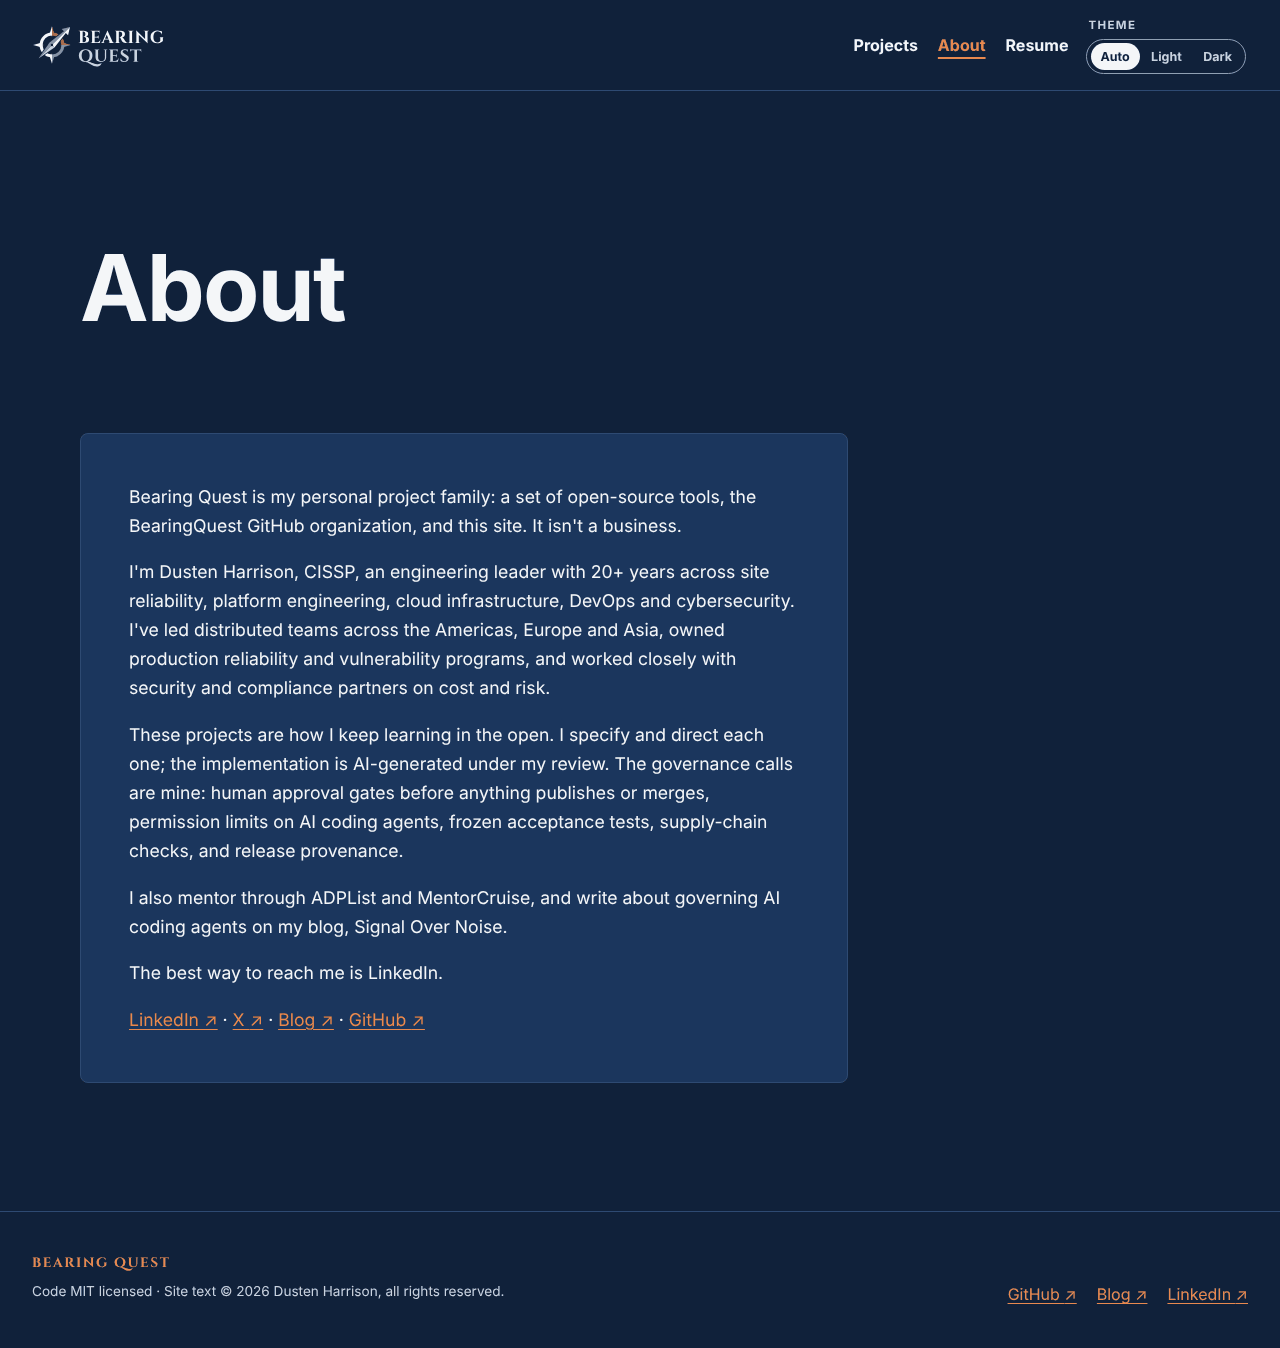 BEARING
QUEST
Projects
About
Resume
THEME
Auto
Light
Dark
About
Bearing Quest is my personal project family: a set of open-source tools, the
BearingQuest GitHub organization, and this site. It isn't a business.
I'm Dusten Harrison, CISSP, an engineering leader with 20+ years across site
reliability, platform engineering, cloud infrastructure, DevOps and cybersecurity.
I've led distributed teams across the Americas, Europe and Asia, owned
production reliability and vulnerability programs, and worked closely with
security and compliance partners on cost and risk.
These projects are how I keep learning in the open. I specify and direct each
one; the implementation is AI-generated under my review. The governance calls
are mine: human approval gates before anything publishes or merges,
permission limits on AI coding agents, frozen acceptance tests, supply-chain
checks, and release provenance.
I also mentor through ADPList and MentorCruise, and write about governing AI
coding agents on my blog, Signal Over Noise.
The best way to reach me is LinkedIn.
LinkedIn ↗ · X ↗ · Blog ↗ · GitHub ↗
BEARING QUEST
Code MIT licensed · Site text © 2026 Dusten Harrison, all rights reserved.
GitHub ↗ Blog ↗ LinkedIn ↗